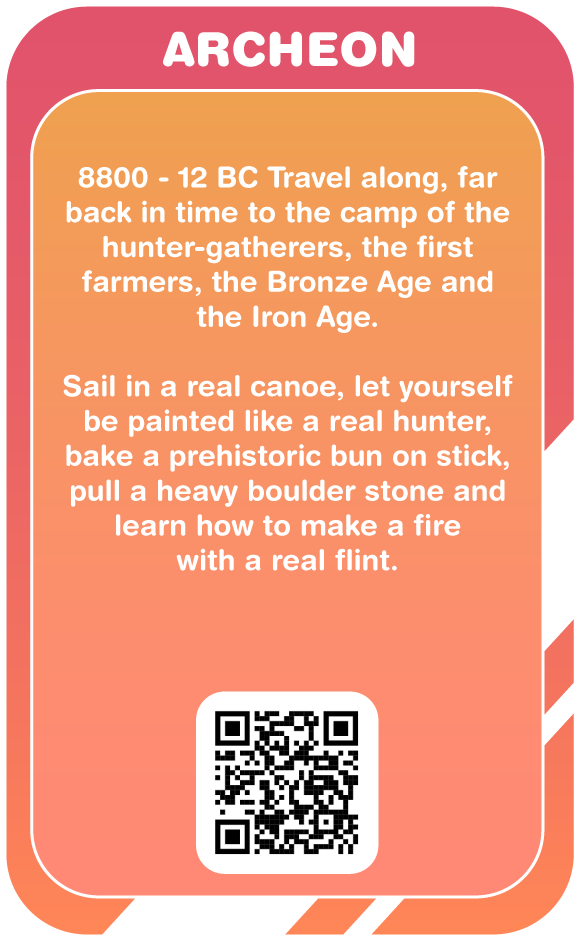 ARCHEON
8800 - 12 BC Travel along, far
back in time to the camp of the
hunter-gatherers, the first
farmers, the Bronze Age and
the Iron Age.
Sail in a real canoe, let yourself
be painted like a real hunter,
bake a prehistoric bun on stick,
pull a heavy boulder stone and
learn how to make a fire
with a real flint.